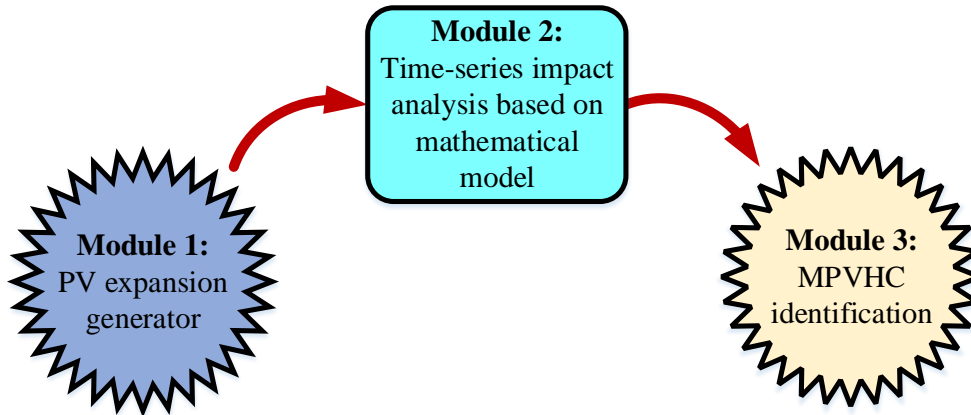 Module 1:
PV expansion
generator
Module 2:
Time-series impact
analysis based on
mathematical
model
Module 3:
MPVHC
identification